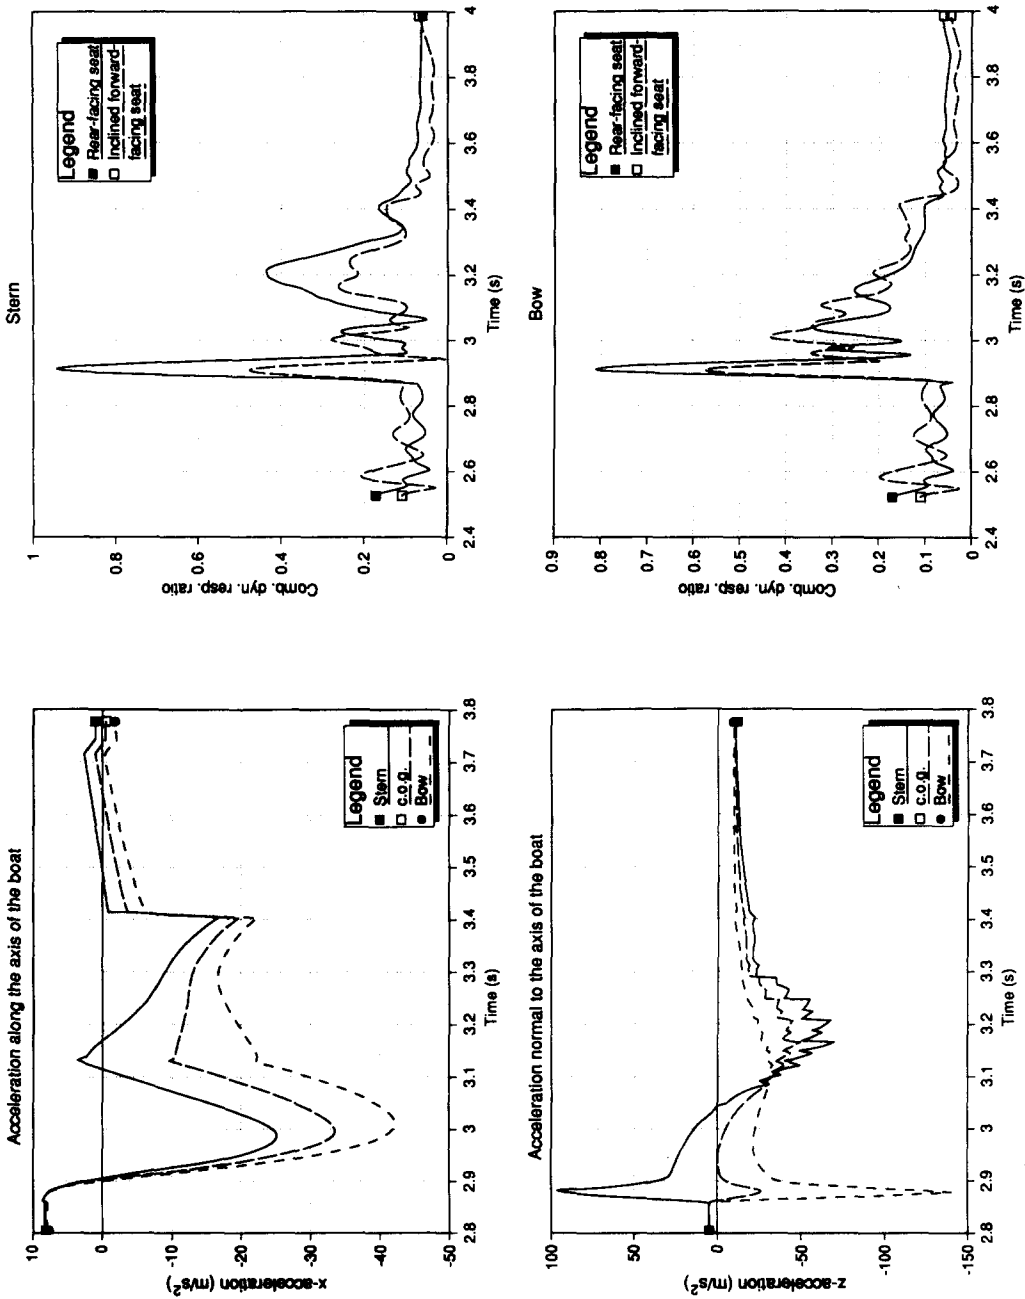 Acceleration along the axis of the boat
x-acceleration (m/s²)
10
0
-10
-20
-30
-40
-50
2.8
2.9
3
3.1
3.2
3.3
3.4
3.5
3.6
3.7
3.8
Time (s)
Legend
Stern
c.o.g.
Bow
Stern
Comb. dyn. resp. ratio
1
0.8
0.6
0.4
0.2
0
2.4
2.6
2.8
3
3.2
3.4
3.6
3.8
4
Time (s)
Legend
Rear-facing seat
Inclined forward-
facing seat
Acceleration normal to the axis of the boat
z-acceleration (m/s²)
100
50
0
-50
-100
-150
2.8
2.9
3
3.1
3.2
3.3
3.4
3.5
3.6
3.7
3.8
Time (s)
Legend
Stern
c.o.g.
Bow
Bow
Comb. dyn. resp. ratio
0.9
0.8
0.7
0.6
0.5
0.4
0.3
0.2
0.1
0
2.4
2.6
2.8
3
3.2
3.4
3.6
3.8
4
Time (s)
Legend
Rear-facing seat
Inclined forward-
facing seat